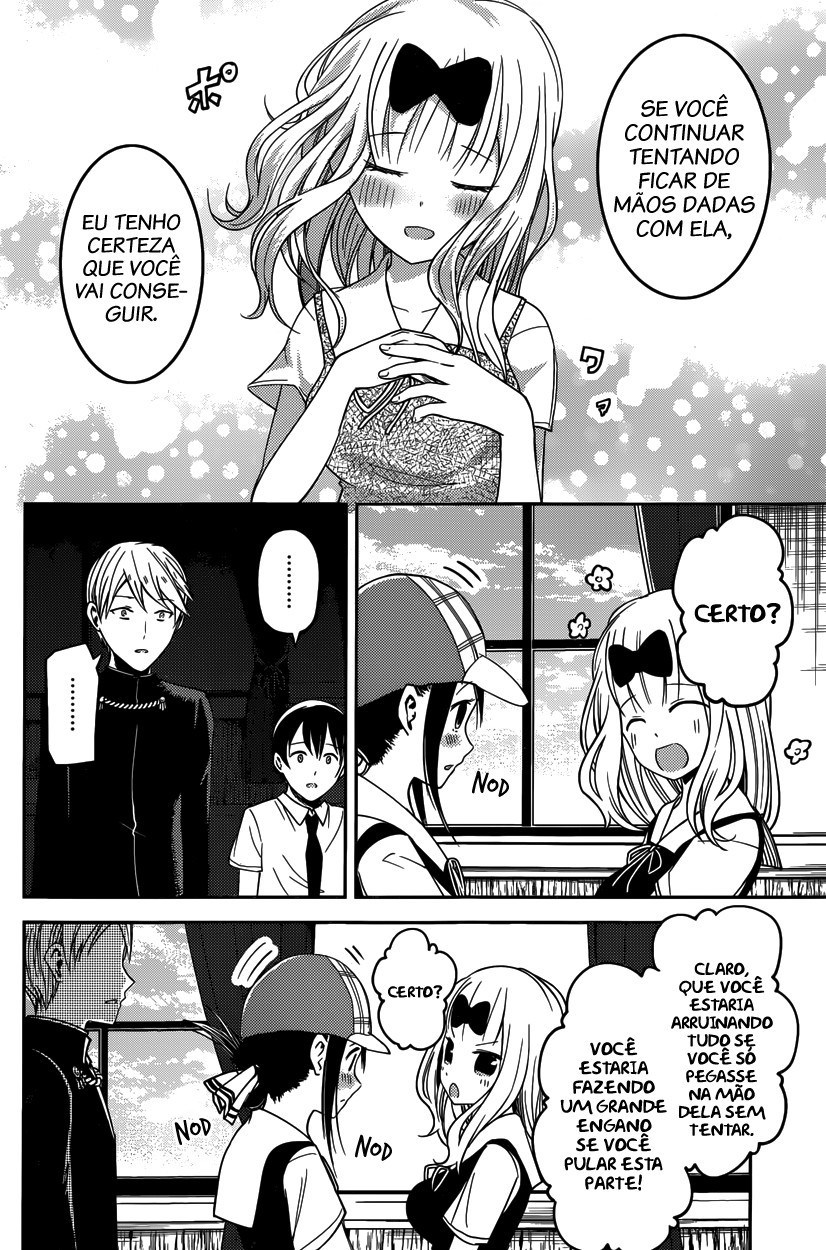 SE VOCÊ
CONTINUAR
TENTANDO
FICAR DE
MÃOS DADAS
COM ELA,
ポ
EU TENHO
CERTEZA
QUE VOCÊ
VAI CONSE-
GUIR.
ワ
CERTO?
NOD
.........
.........
CLARO,
QUE VOCÊ
ESTARIA
ARRUINANDO
TUDO SE
VOCÊ SÓ
PEGASSE
NA MÃO
DELA SEM
TENTAR.
VOCÊ
ESTARIA
FAZENDO
UM GRANDE
ENGANO
SE VOCÊ
PULAR ESTA
PARTE!
CERTO?
NOD
NOD